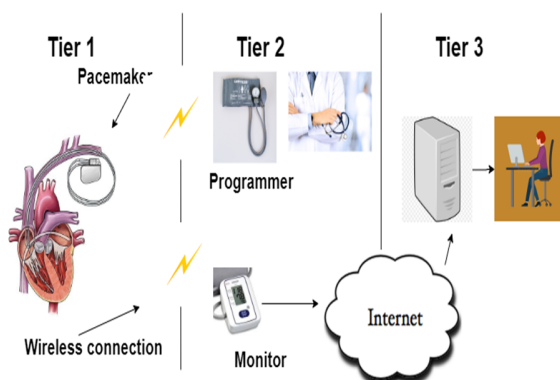 Tier 1
Tier 2
Tier 3
Pacemaker
Programmer
Internet
Wireless connection
Monitor